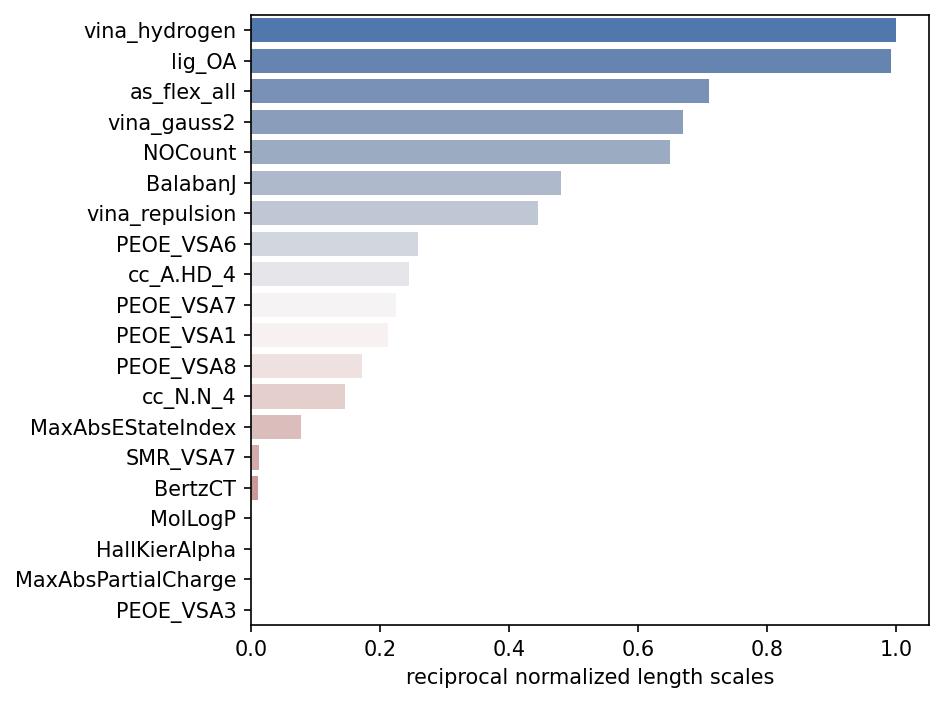 vina_hydrogen
lig_OA
as_flex_all
vina_gauss2
NOCount
BalabanJ
vina_repulsion
PEOE_VSA6
cc_A.HD_4
PEOE_VSA7
PEOE_VSA1
PEOE_VSA8
cc_N.N_4
MaxAbsEStateIndex
SMR_VSA7
BertzCT
MolLogP
HallKierAlpha
MaxAbsPartialCharge
PEOE_VSA3
0.0 0.2 0.4 0.6 0.8 1.0
reciprocal normalized length scales